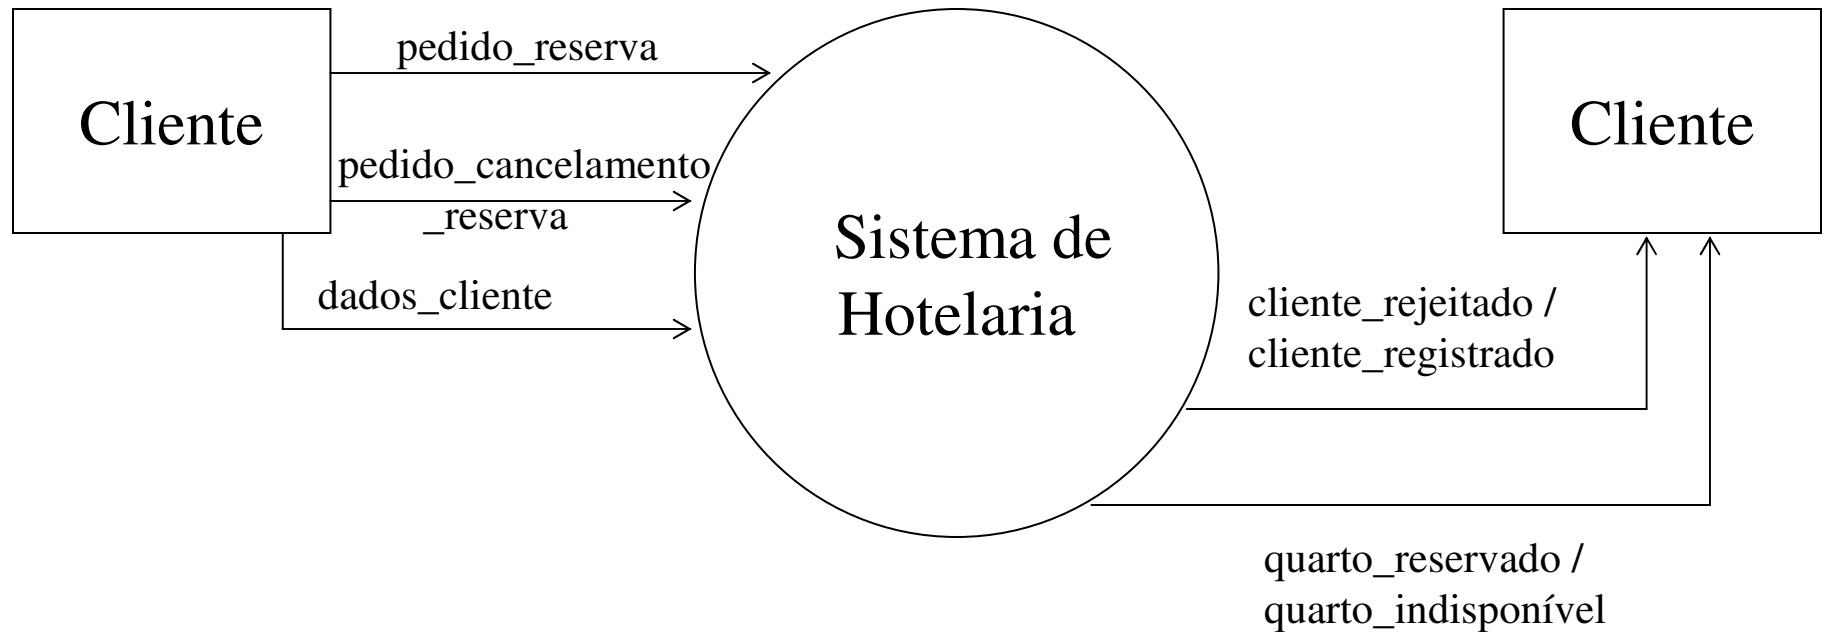 Cliente
pedido_reserva
pedido_cancelamento
_reserva
dados_cliente
Sistema de
Hotelaria
Cliente
cliente_rejeitado /
cliente_registrado
quarto_reservado /
quarto_indisponível